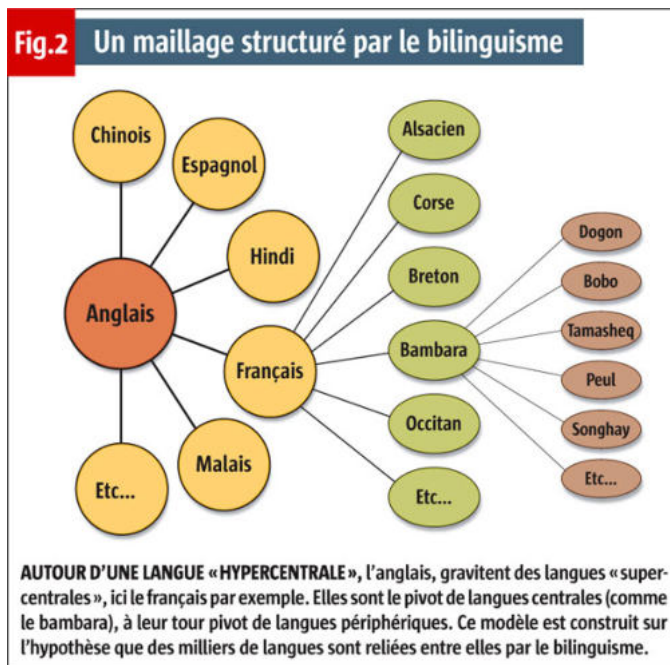 Fig.2 Un maillage structuré par le bilinguisme
Chinois
Espagnol
Hindi
Anglais
Français
Malais
Etc...
Alsacien
Corse
Breton
Bambara
Occitan
Etc...
Dogon
Bobo
Tamasheq
Peul
Songhay
Etc...
AUTOUR D’UNE LANGUE «HYPERCENTRALE», l’anglais, gravitent des langues «super-
centrales», ici le français par exemple. Elles sont le pivot de langues centrales (comme
le bambara), à leur tour pivot de langues périphériques. Ce modèle est construit sur
l’hypothèse que des milliers de langues sont reliées entre elles par le bilinguisme.